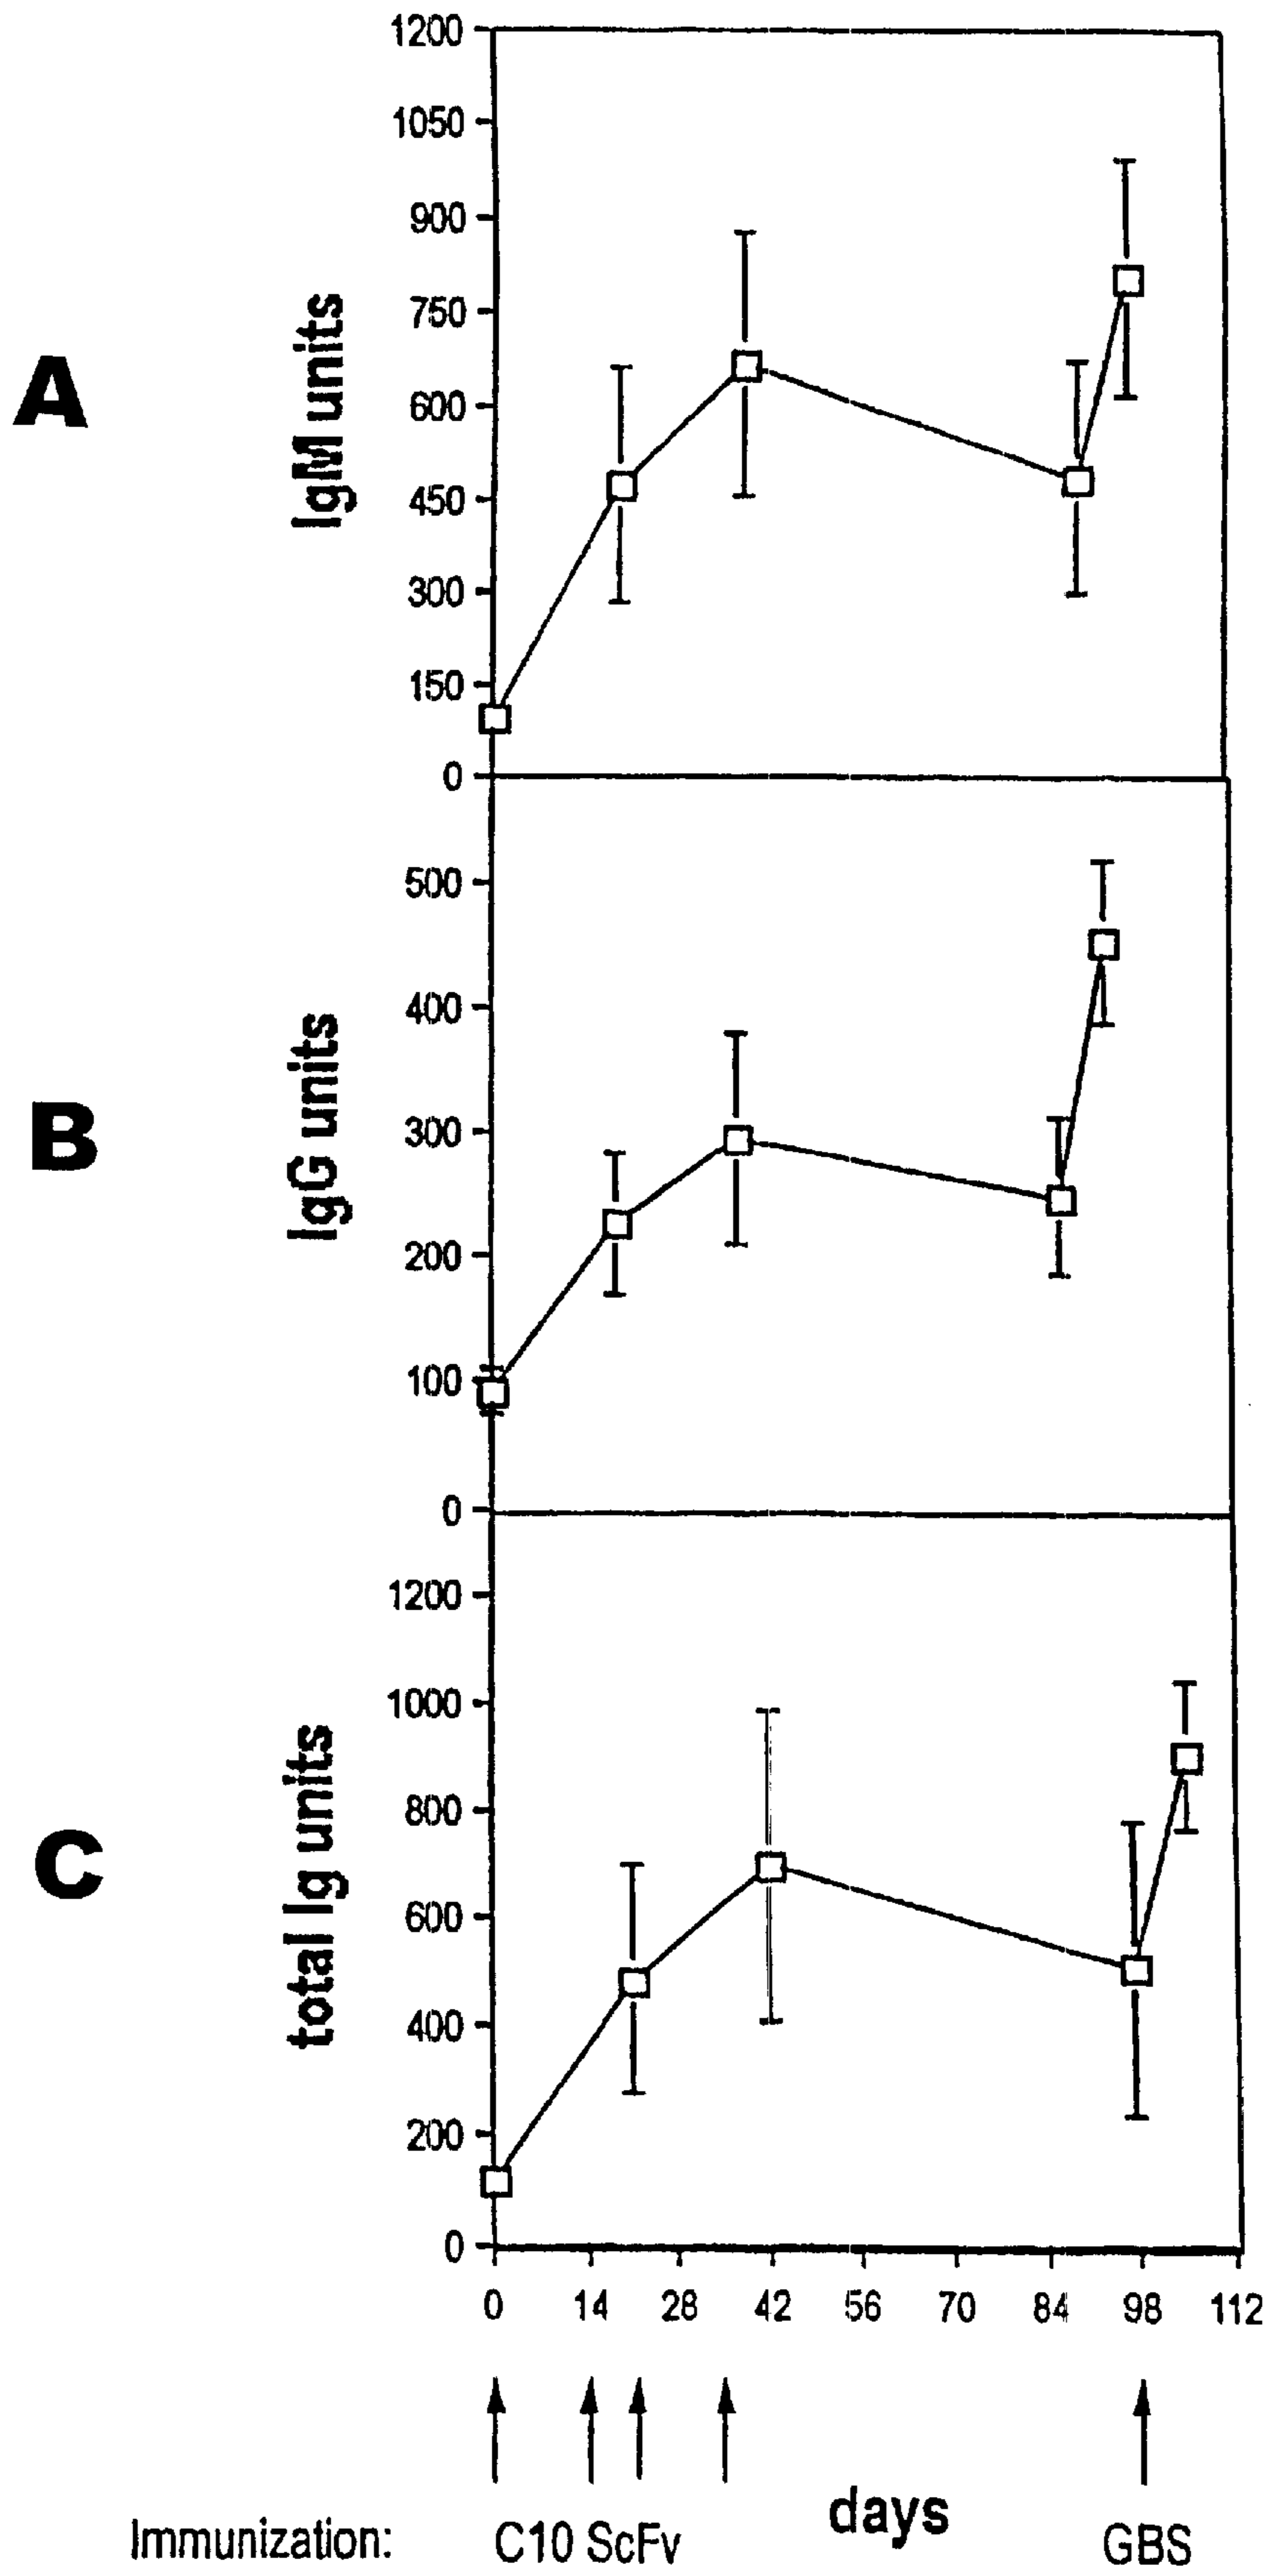 A
IgM units
1200
1050
900
750
600
450
300
150
0
B
IgG units
500
400
300
200
100
0
C
total Ig units
1200
1000
800
600
400
200
0
0 14 28 42 56 70 84 98 112
days
Immunization: C10 ScFv GBS